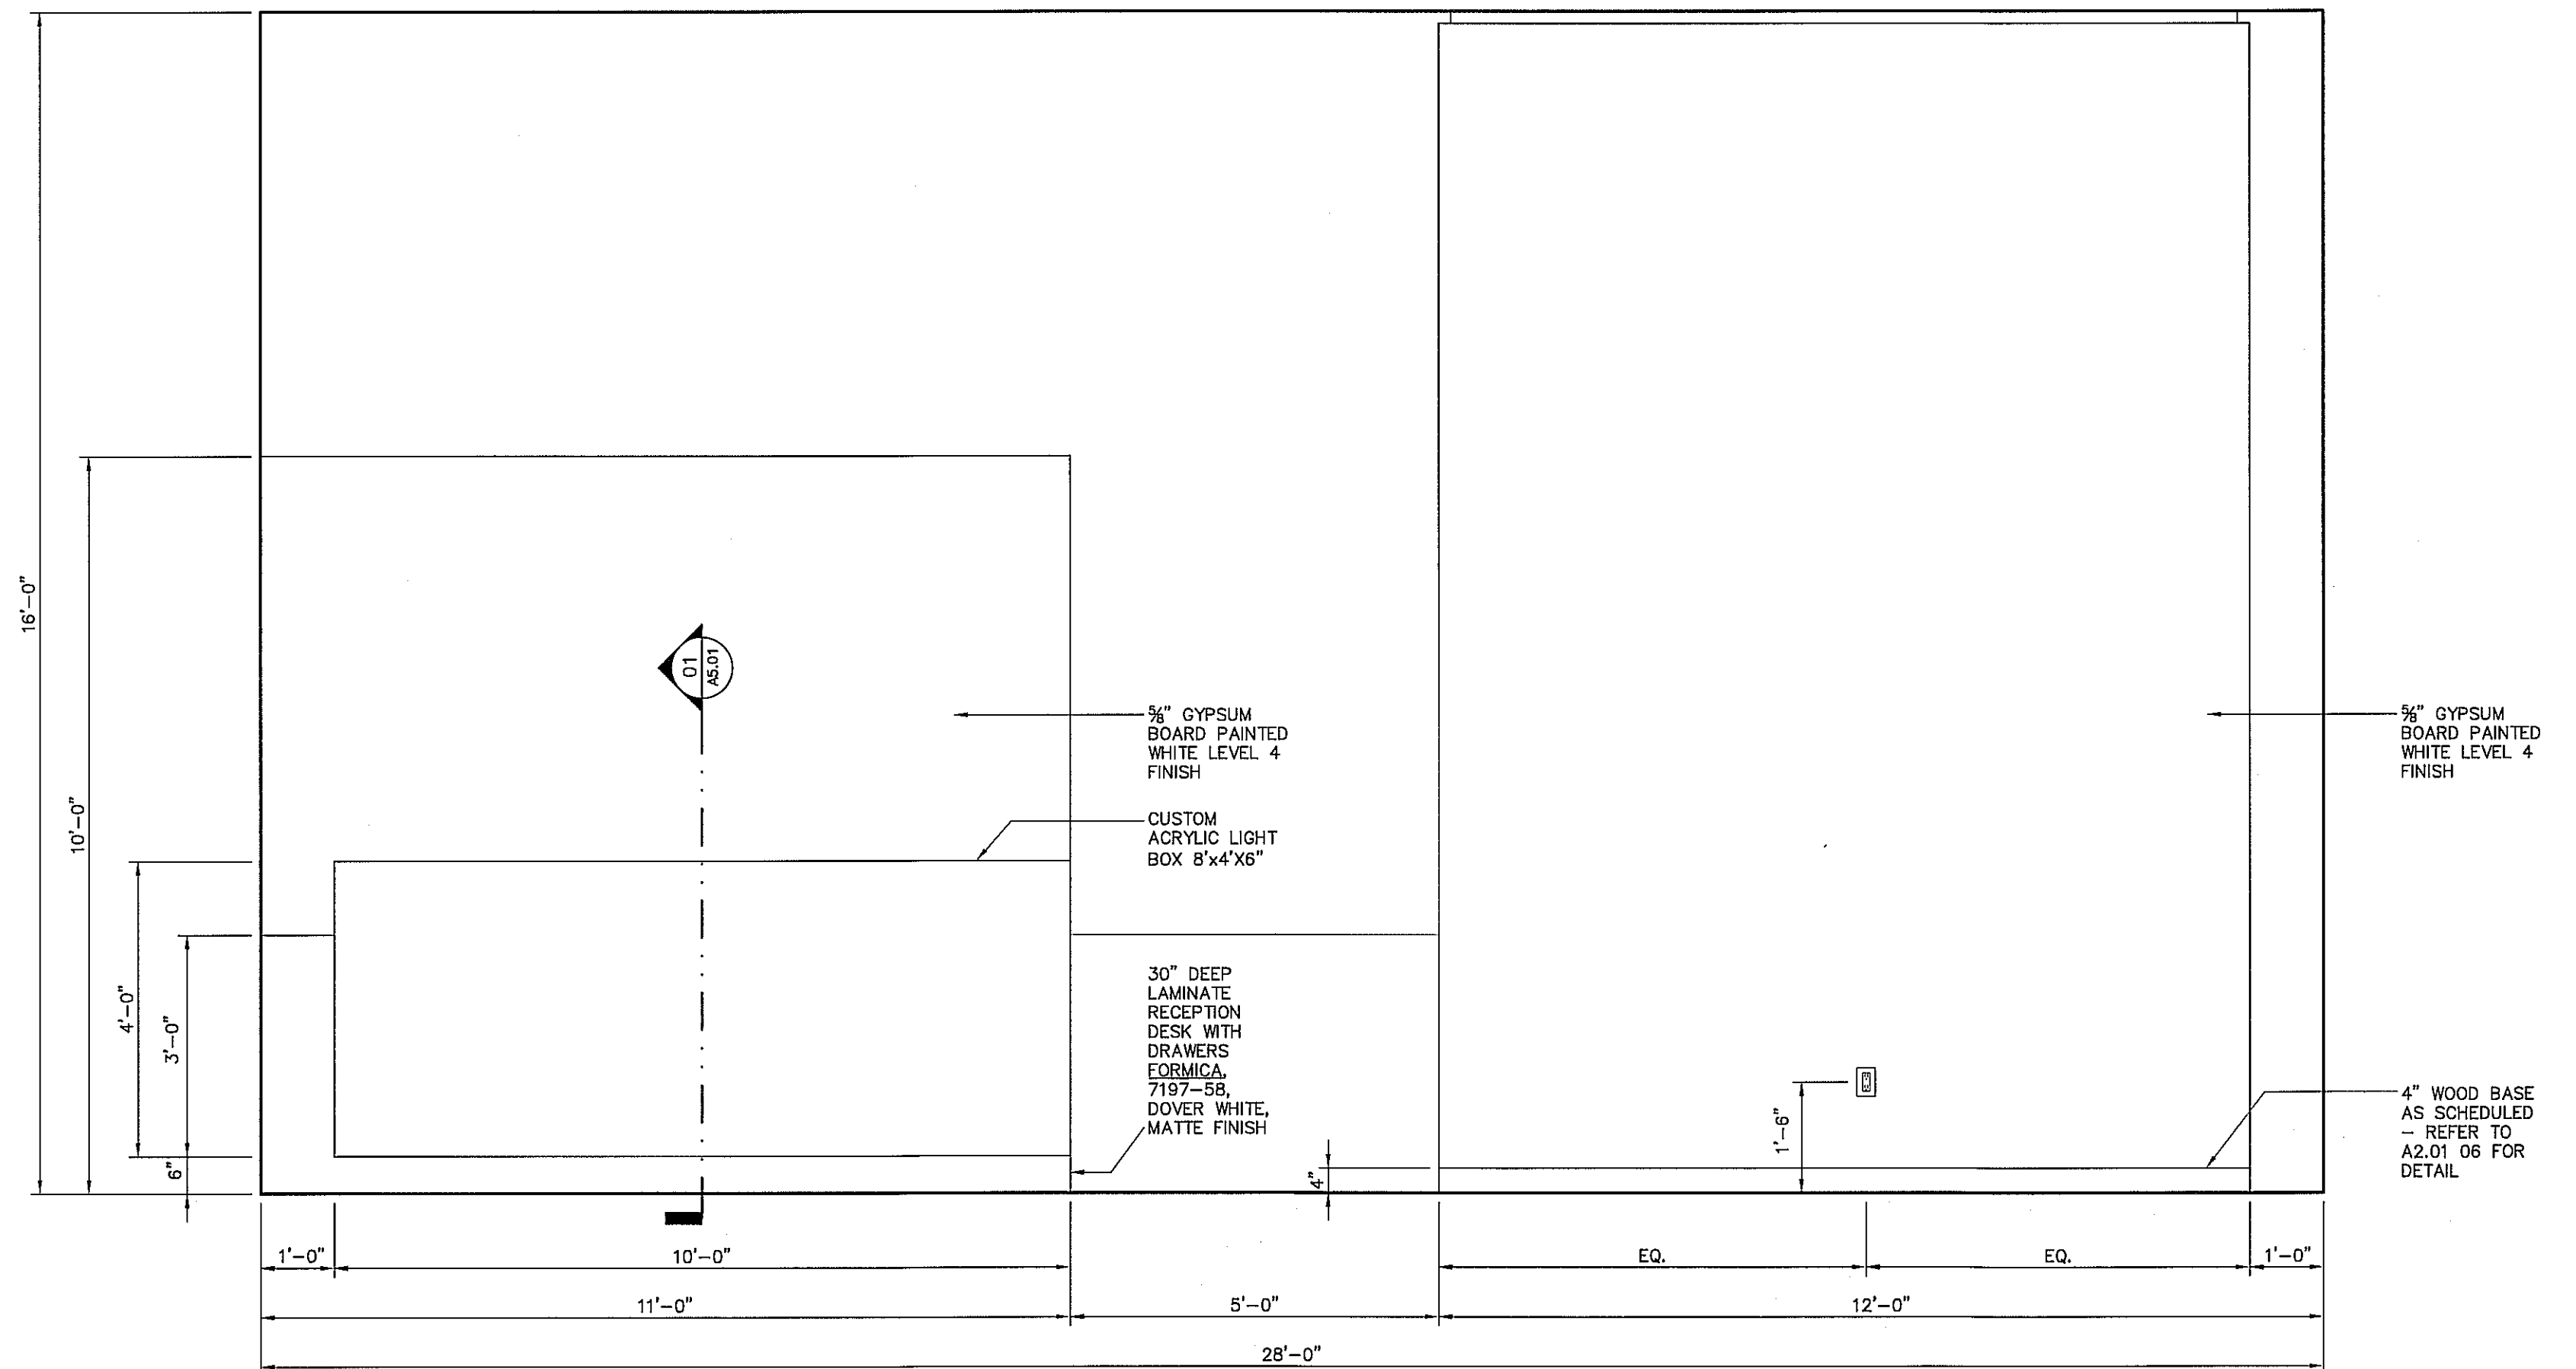 16'-0"
10'-0"
4'-0"
3'-0"
6"
01
A5.01
⅝" GYPSUM
BOARD PAINTED
WHITE LEVEL 4
FINISH
CUSTOM
ACRYLIC LIGHT
BOX 8'x4'X6"
30" DEEP
LAMINATE
RECEPTION
DESK WITH
DRAWERS
FORMICA,
7197-58,
DOVER WHITE,
MATTE FINISH
4"
1'-6"
⅝" GYPSUM
BOARD PAINTED
WHITE LEVEL 4
FINISH
4" WOOD BASE
AS SCHEDULED
- REFER TO
A2.01 06 FOR
DETAIL
1'-0"
10'-0"
EQ.
EQ.
1'-0"
11'-0"
5'-0"
12'-0"
28'-0"